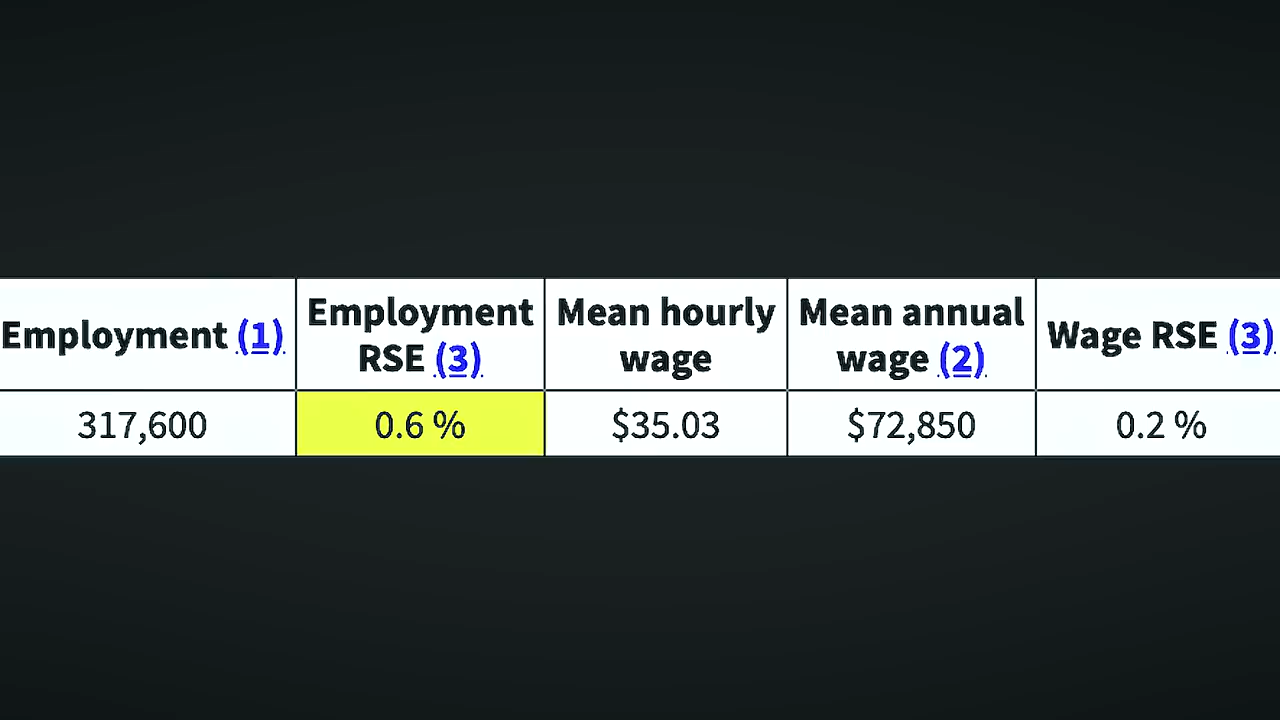 Employment (1)
Employment
RSE (3)
Mean hourly
wage
Mean annual
wage (2)
Wage RSE (3)
317,600
0.6 %
$35.03
$72,850
0.2 %